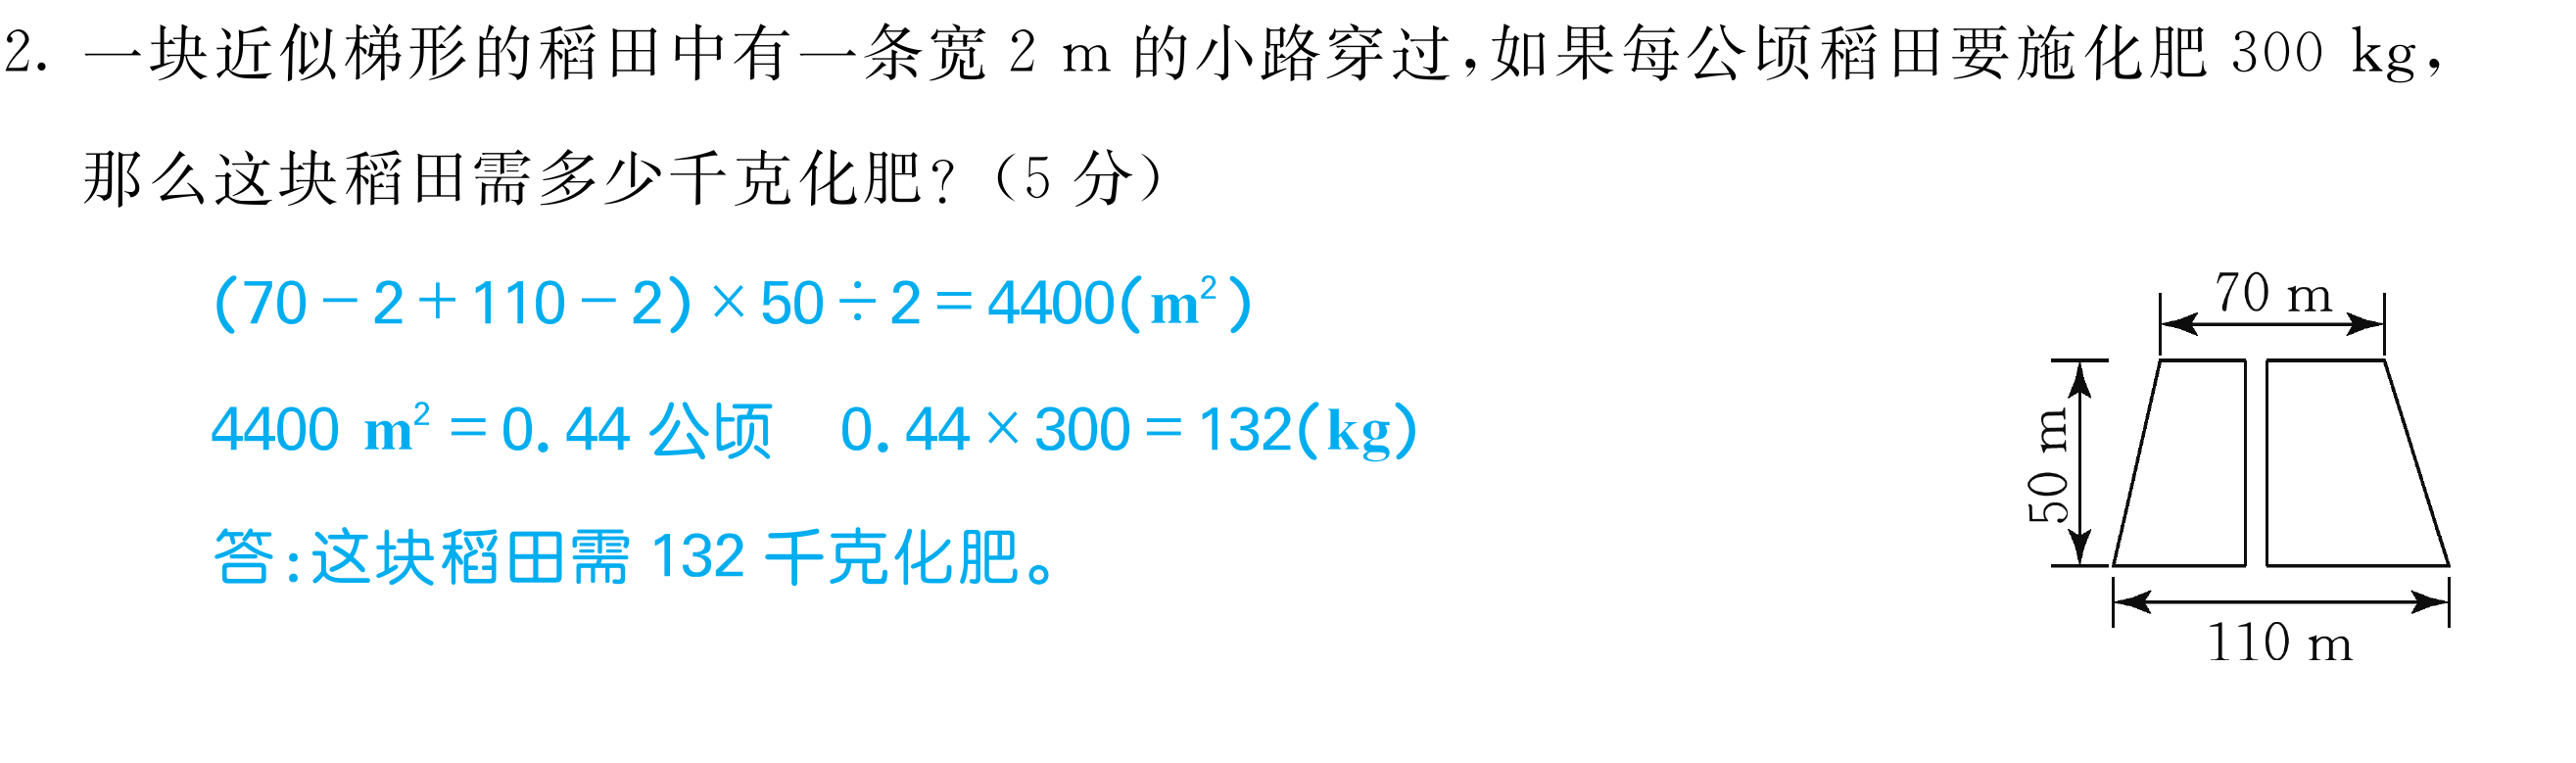 2. 一块近似梯形的稻田中有一条宽 2 m 的小路穿过,如果每公顷稻田要施化肥 300 kg,
那么这块稻田需多少千克化肥?(5 分)
(70－2＋110－2)×50÷2＝4400(m²)
4400 m²＝0.44 公顷 0.44×300＝132(kg)
答:这块稻田需 132 千克化肥。
70 m
50 m
110 m